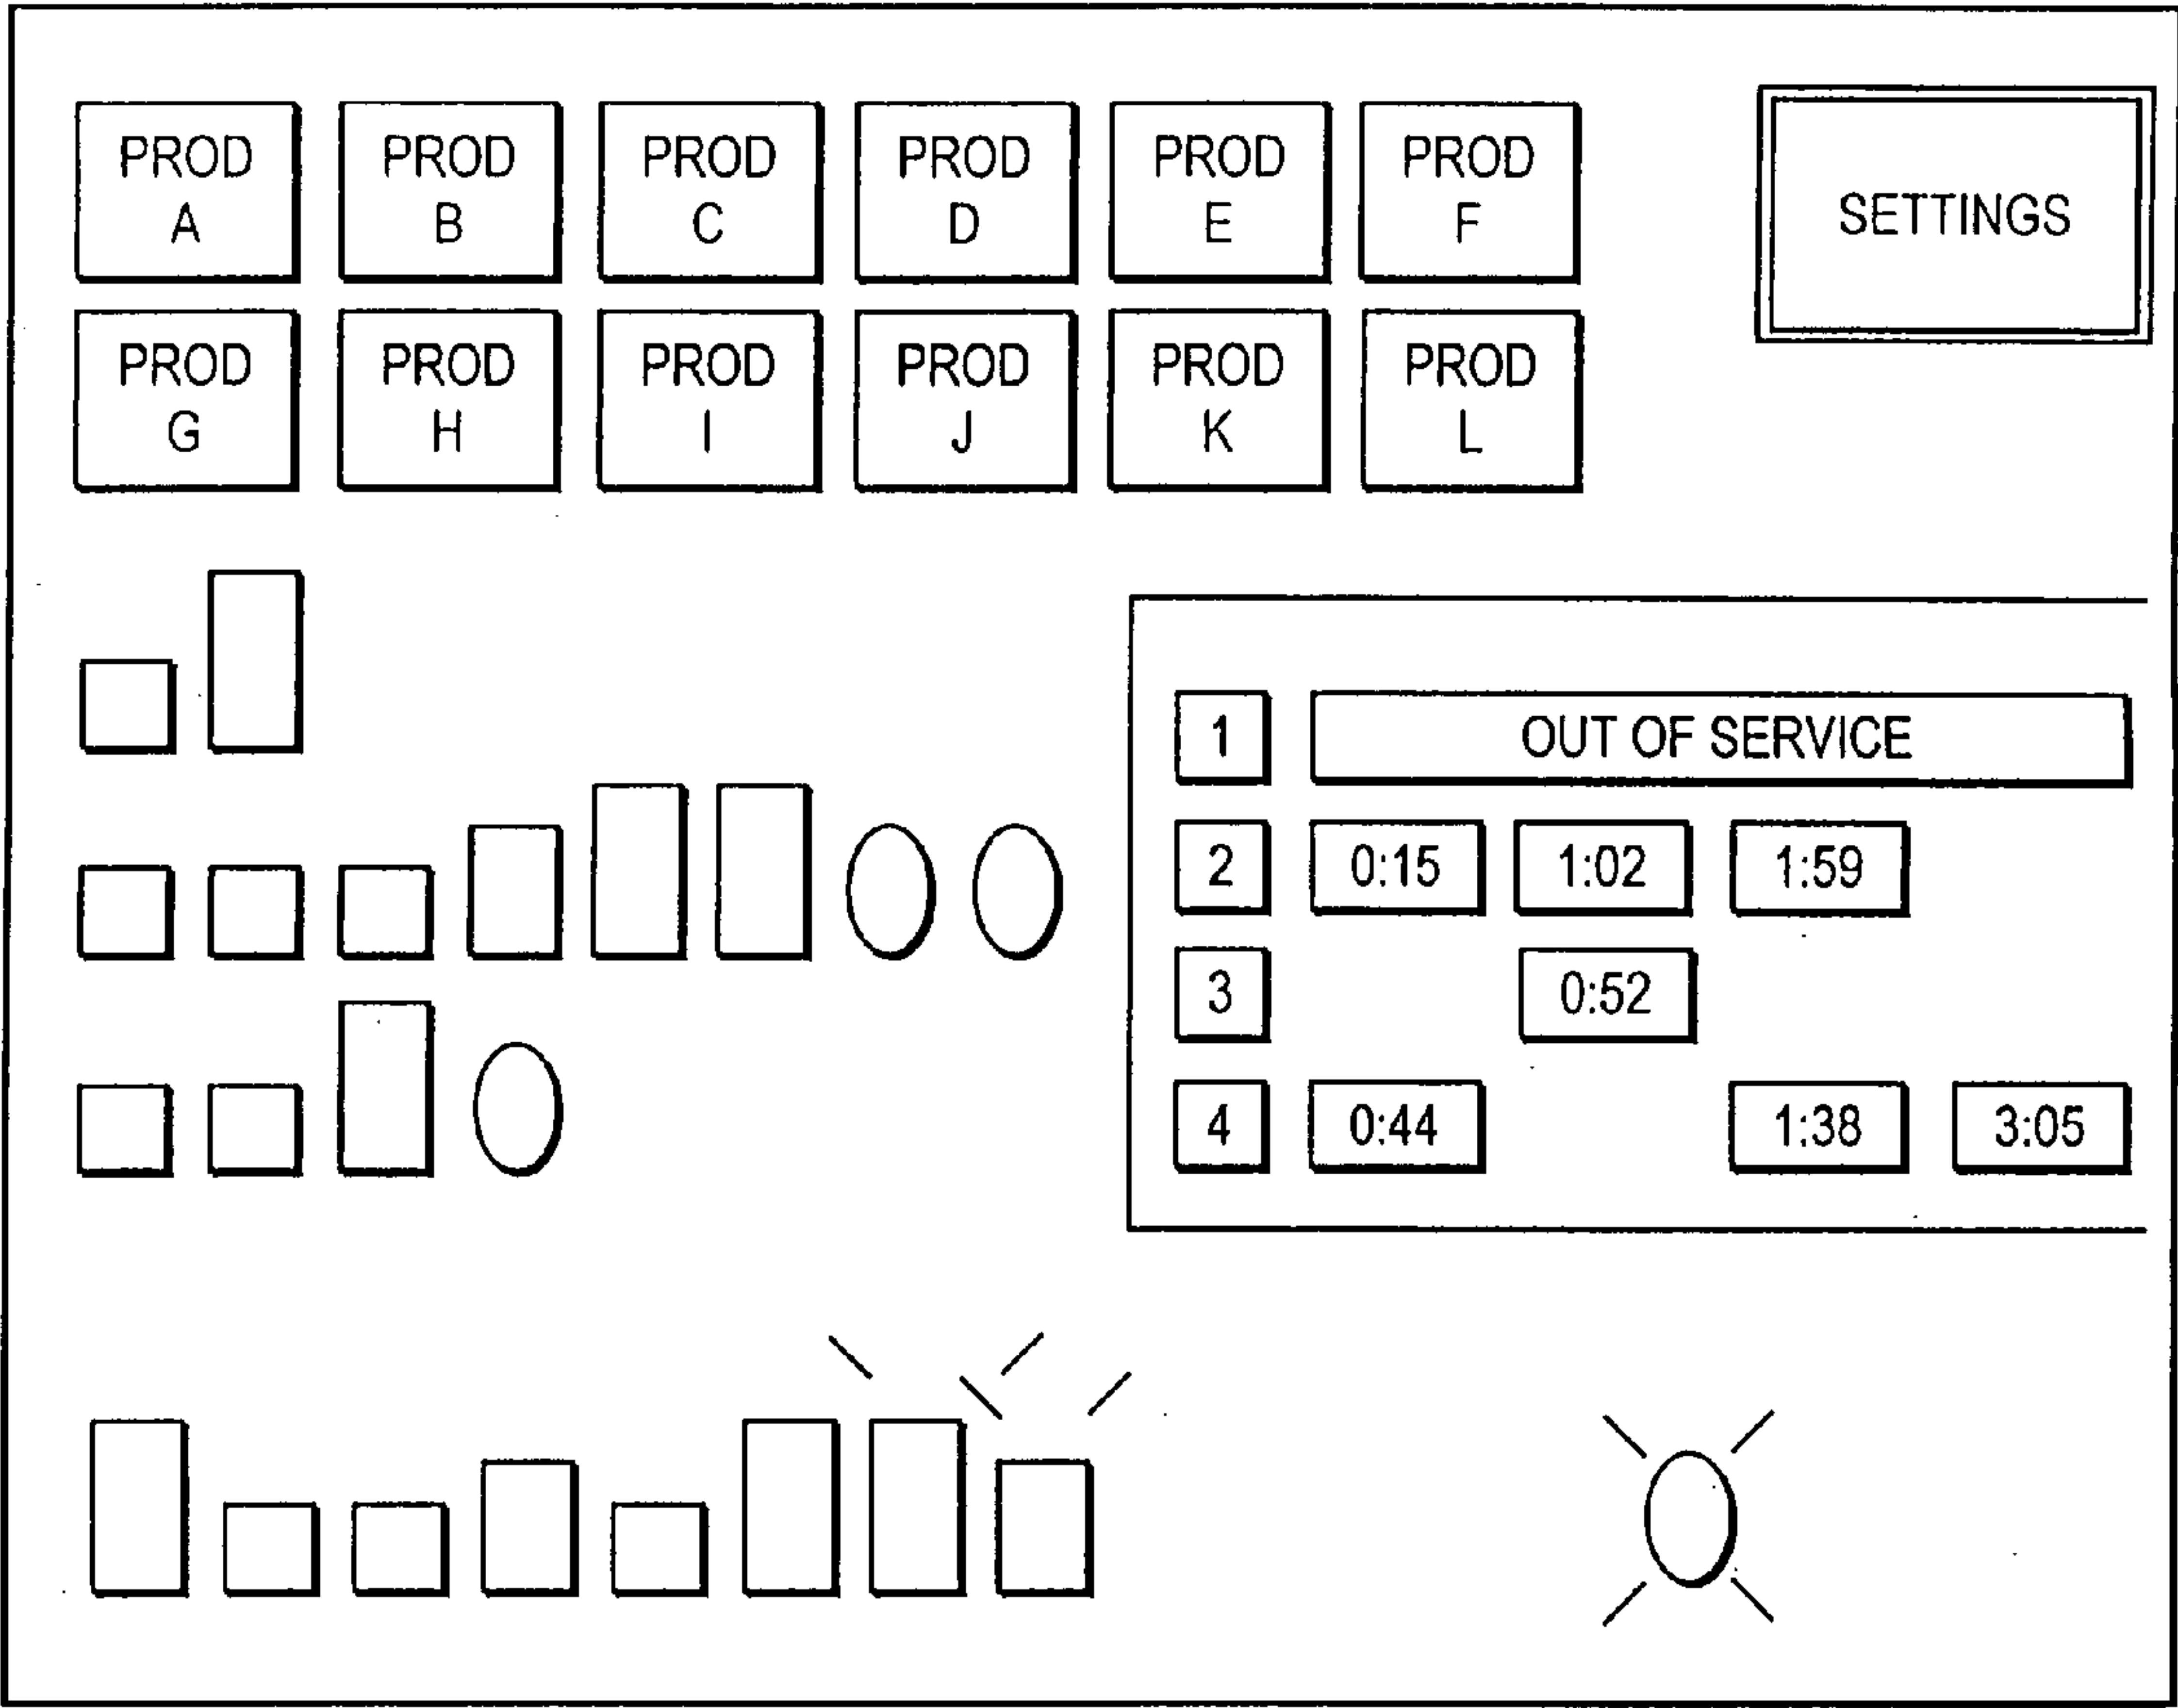 PROD PROD PROD PROD PROD PROD
A B C D E F
SETTINGS
PROD PROD PROD PROD PROD PROD
G H I J K L
1 OUT OF SERVICE
2 0:15 1:02 1:59
3 0:52
4 0:44 1:38 3:05